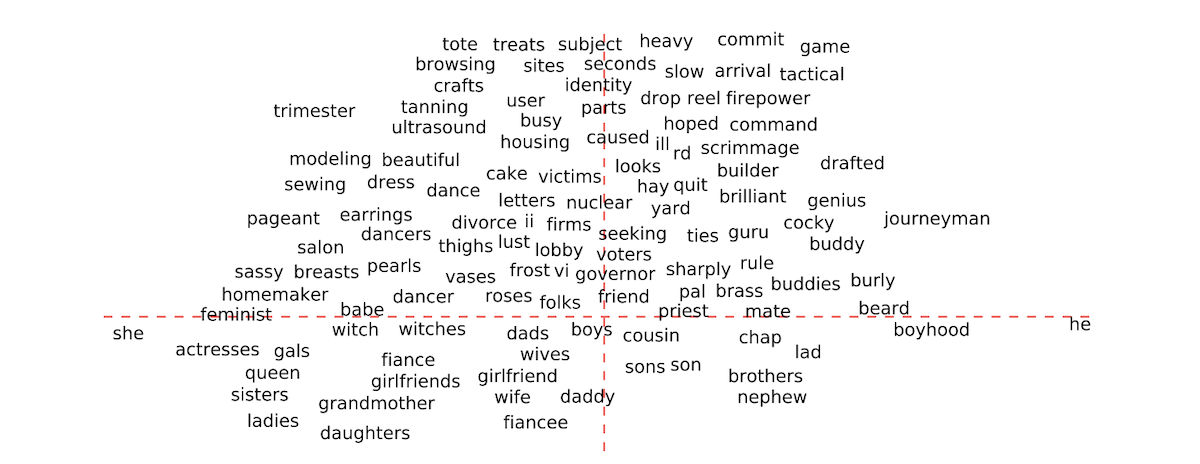 tote treats subject heavy commit game
browsing sites seconds slow arrival tactical
crafts identity
trimester tanning user parts drop reel firepower
ultrasound busy hoped command
housing caused ill rd scrimmage
modeling beautiful looks builder drafted
sewing dress dance cake victims hay quit brilliant genius
letters nuclear yard
pageant earrings divorce ii firms seeking ties guru cocky journeyman
salon dancers thighs lust lobby voters buddy
sassy breasts pearls vases frost vi governor sharply rule buddies burly
homemaker dancer roses folks friend pal brass
feminist babe priest mate beard
she witch witches dads boys cousin chap boyhood he
actresses gals fiance wives lad
queen girlfriends girlfriend sons son brothers
sisters grandmother wife daddy nephew
ladies daughters fiancee